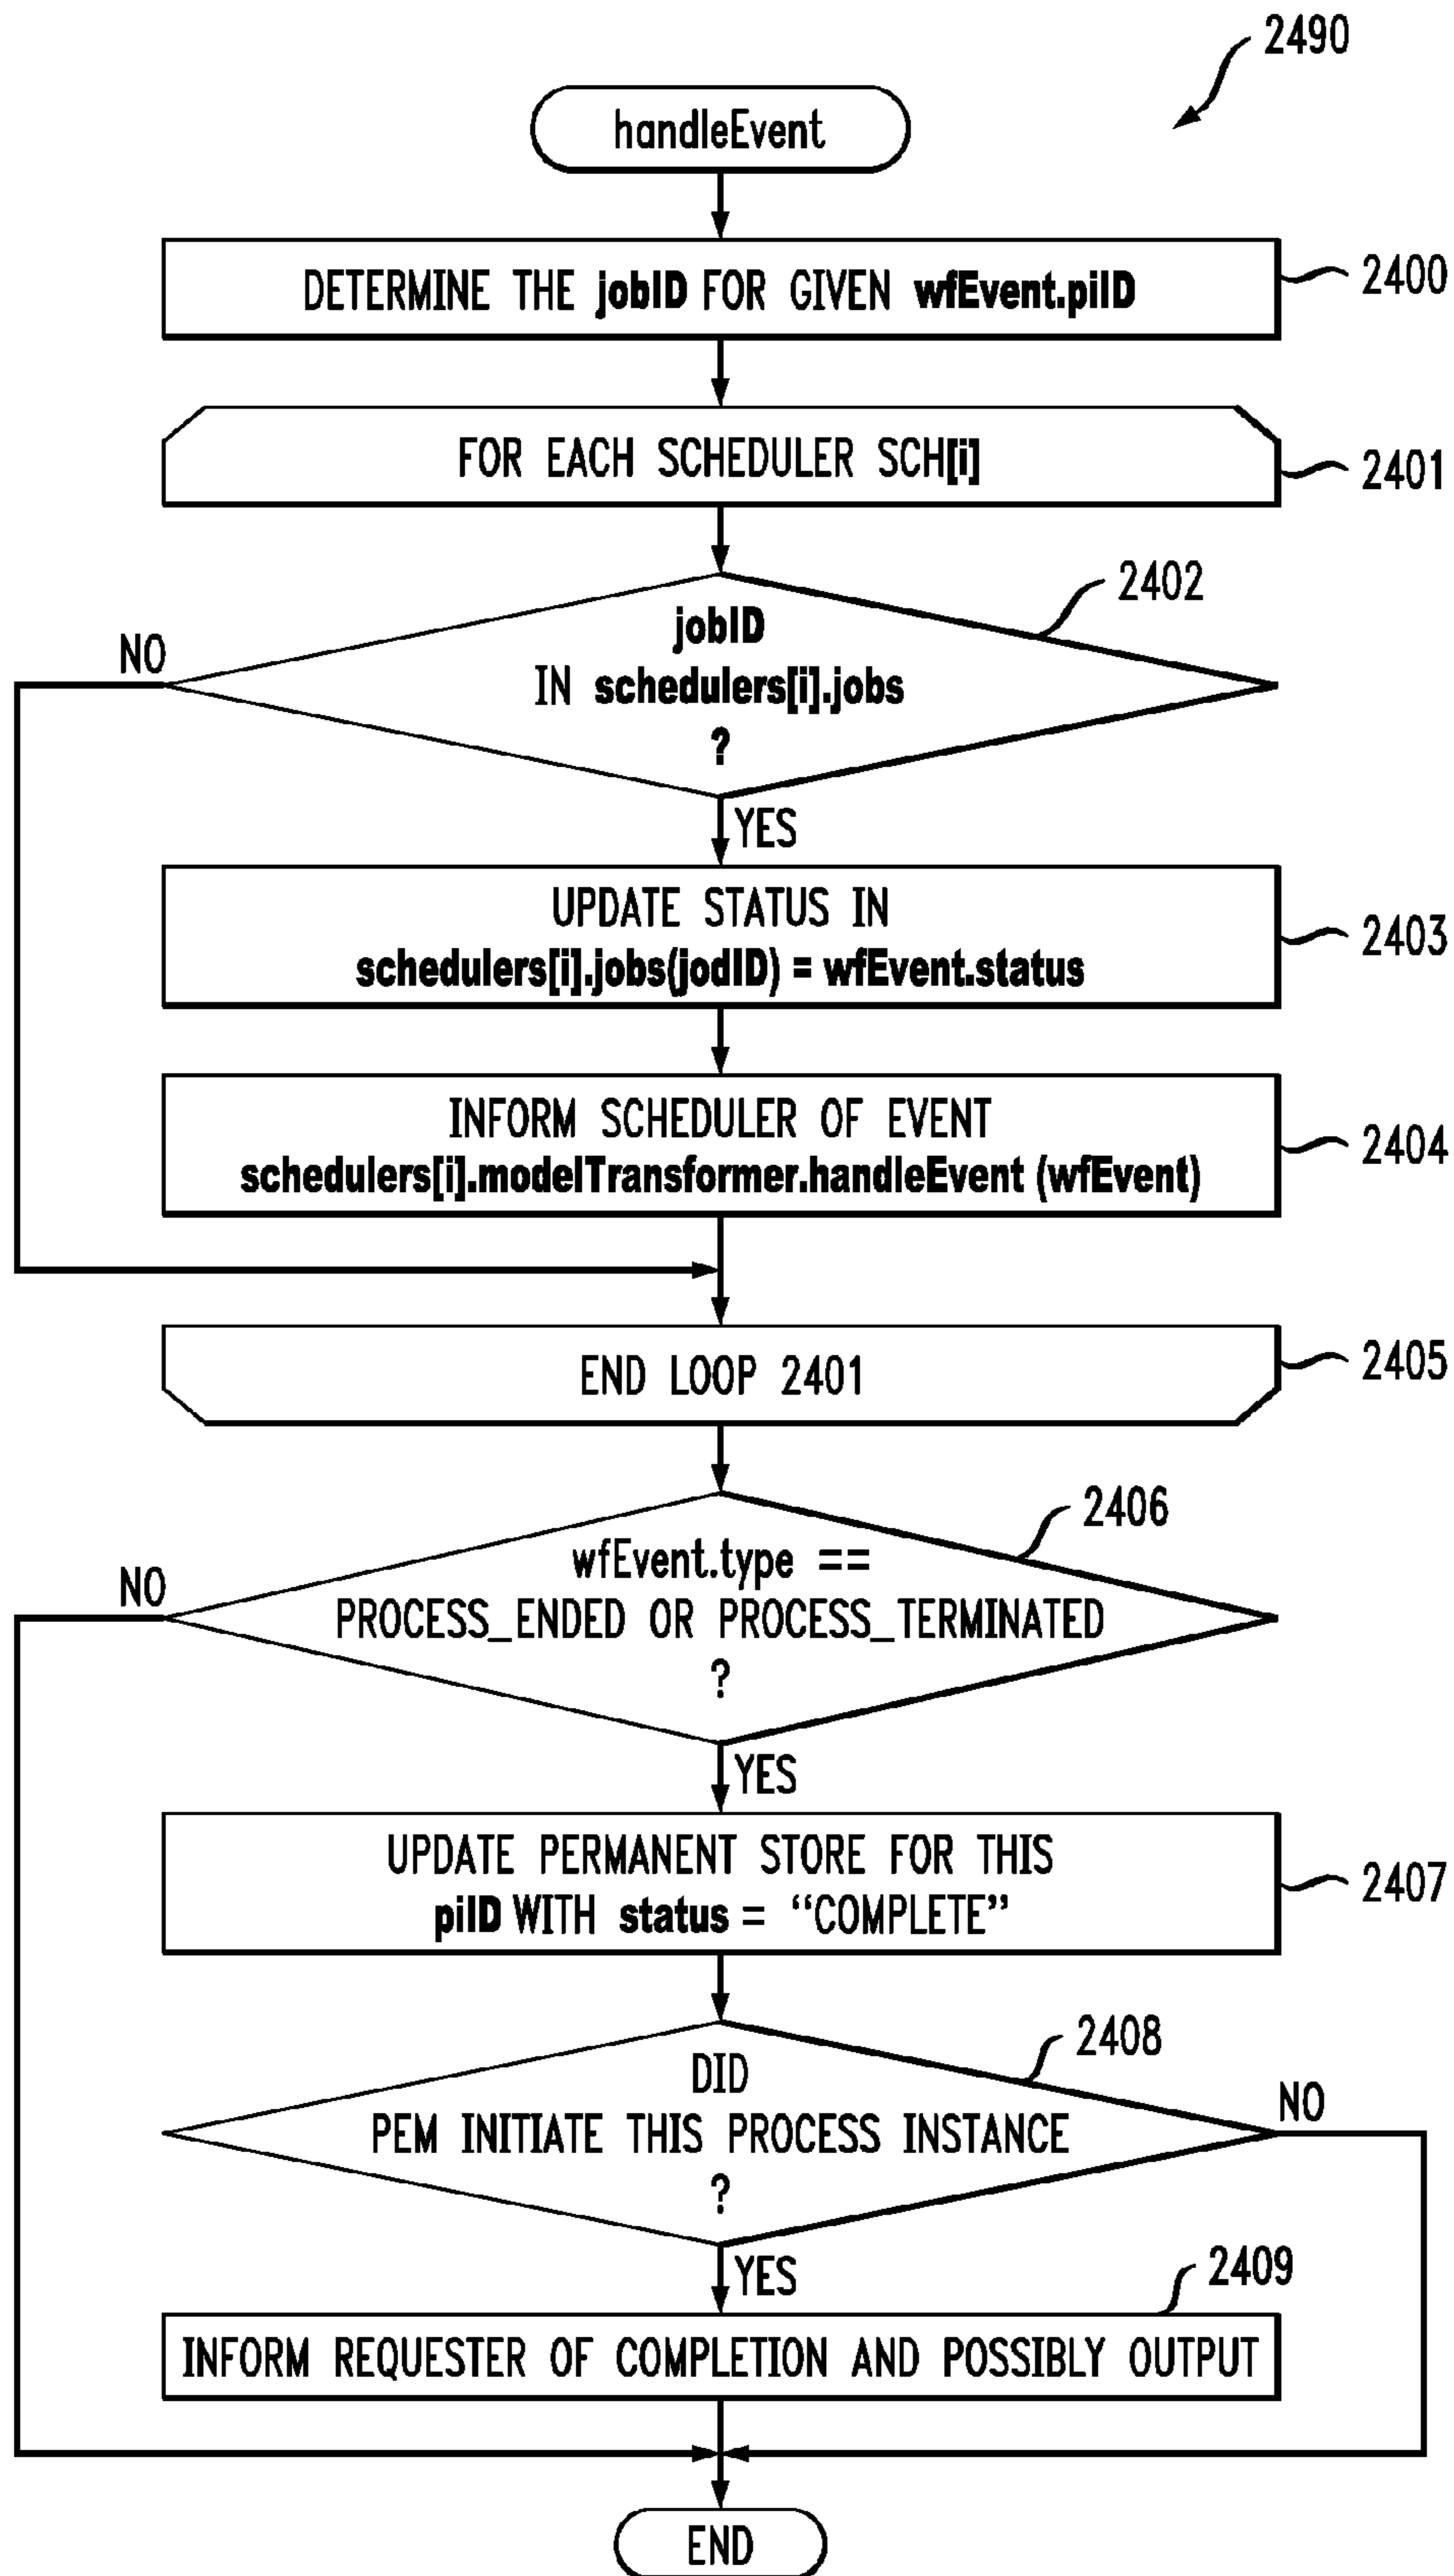 2490
handleEvent
DETERMINE THE jobID FOR GIVEN wfEvent.piID
2400
FOR EACH SCHEDULER SCH[i]
2401
2402
jobID
IN schedulers[i].jobs
?
NO
YES
UPDATE STATUS IN
schedulers[i].jobs(jodID) = wfEvent.status
2403
INFORM SCHEDULER OF EVENT
schedulers[i].modelTransformer.handleEvent (wfEvent)
2404
END LOOP 2401
2405
2406
wfEvent.type ==
PROCESS_ENDED OR PROCESS_TERMINATED
?
NO
YES
UPDATE PERMANENT STORE FOR THIS
piID WITH status = “COMPLETE”
2407
2408
DID
PEM INITIATE THIS PROCESS INSTANCE
?
NO
YES
2409
INFORM REQUESTER OF COMPLETION AND POSSIBLY OUTPUT
END